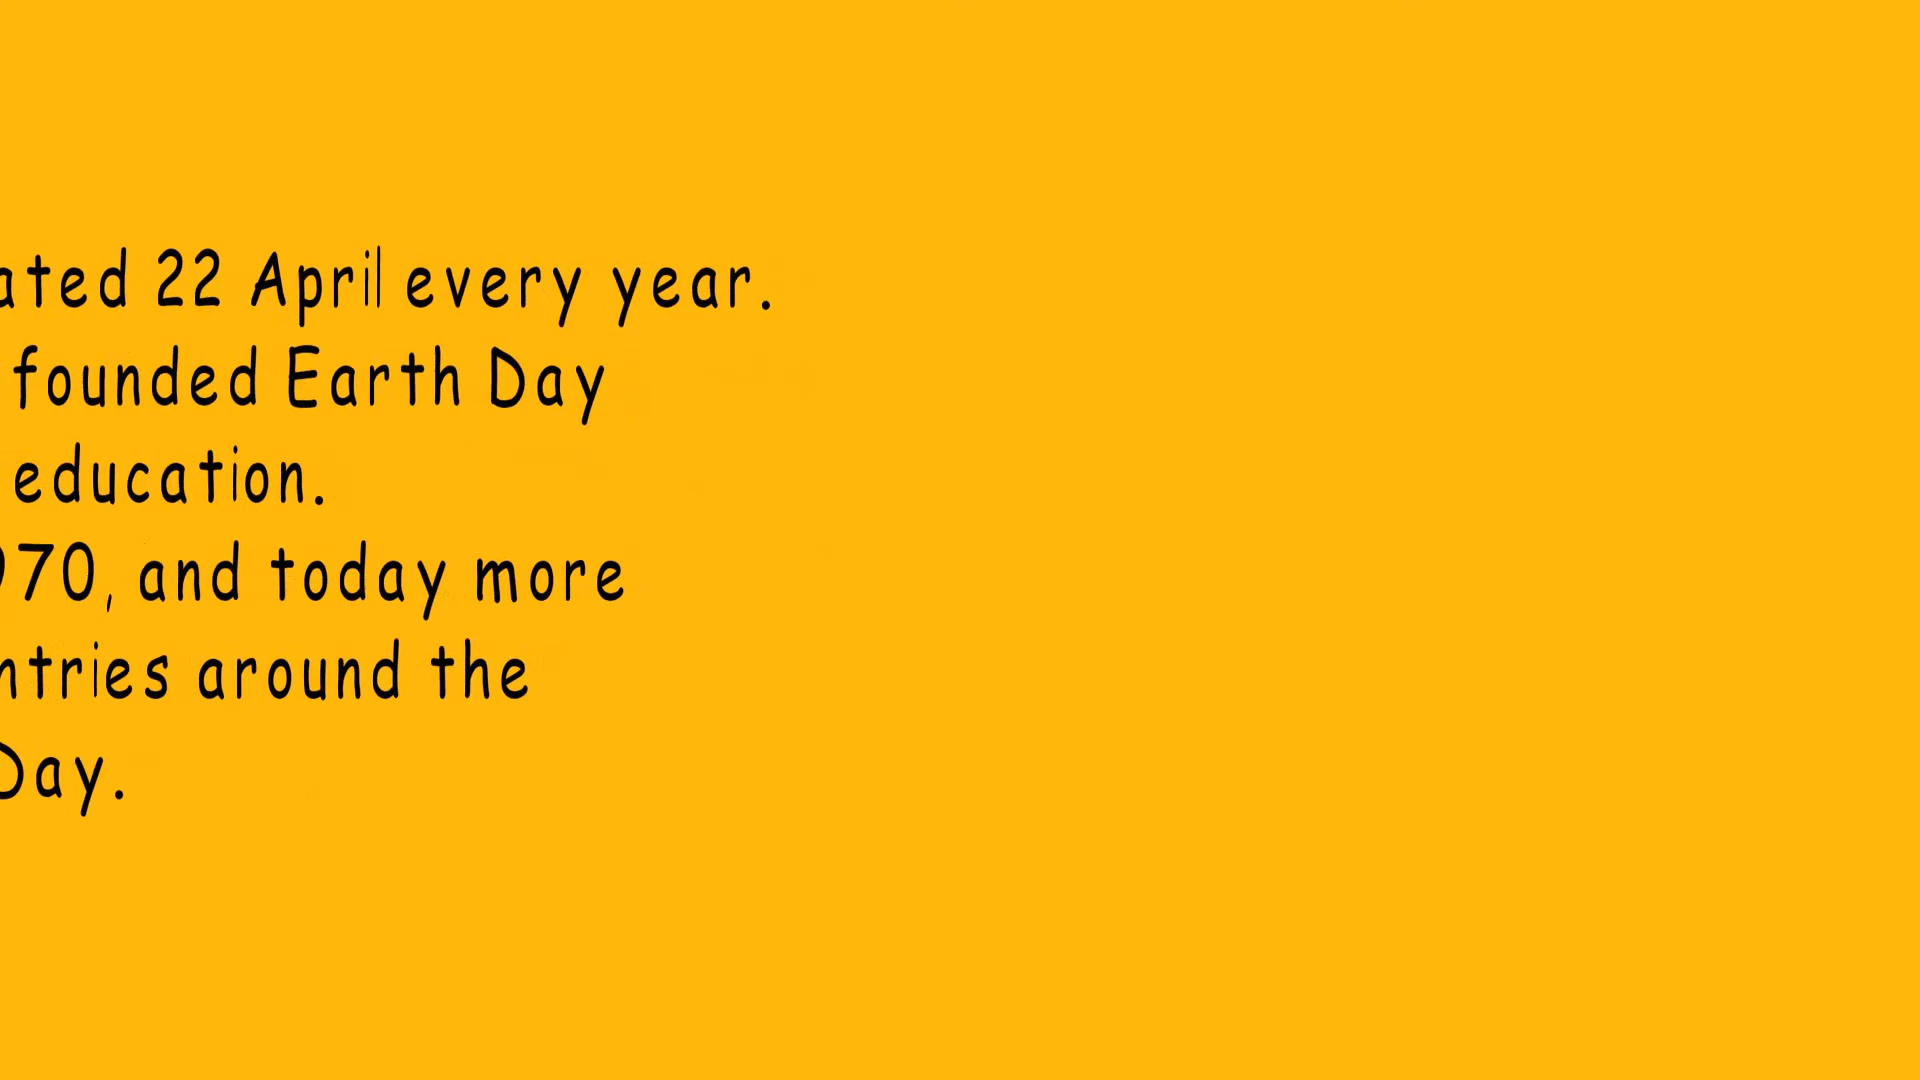 ated 22 April every year.
founded Earth Day
education.
970, and today more
ntries around the
Day.